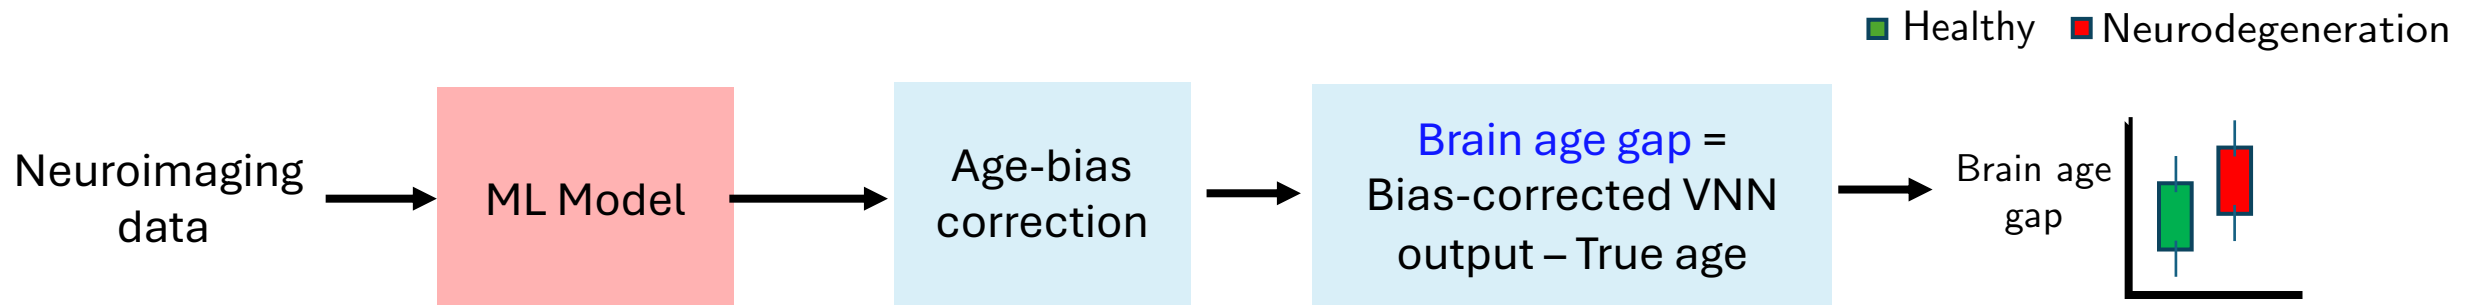 Healthy
Neurodegeneration
Neuroimaging
data
ML Model
Age-bias
correction
Brain age gap =
Bias-corrected VNN
output – True age
Brain age
gap